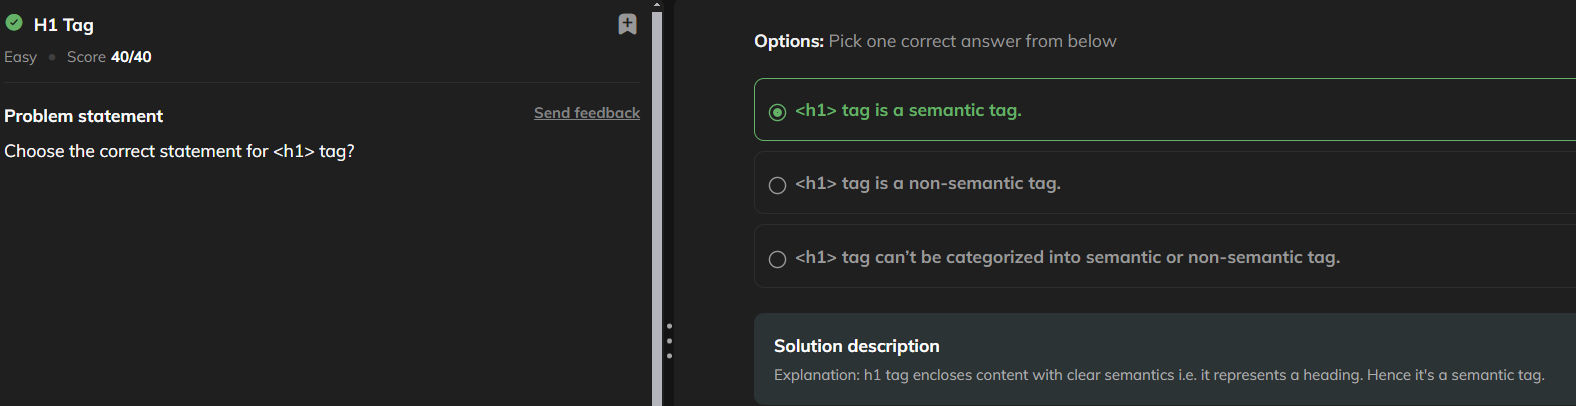 H1 Tag
Easy • Score 40/40
Problem statement
Send feedback
Choose the correct statement for <h1> tag?
Options: Pick one correct answer from below
<h1> tag is a semantic tag.
<h1> tag is a non-semantic tag.
<h1> tag can’t be categorized into semantic or non-semantic tag.
Solution description
Explanation: h1 tag encloses content with clear semantics i.e. it represents a heading. Hence it's a semantic tag.